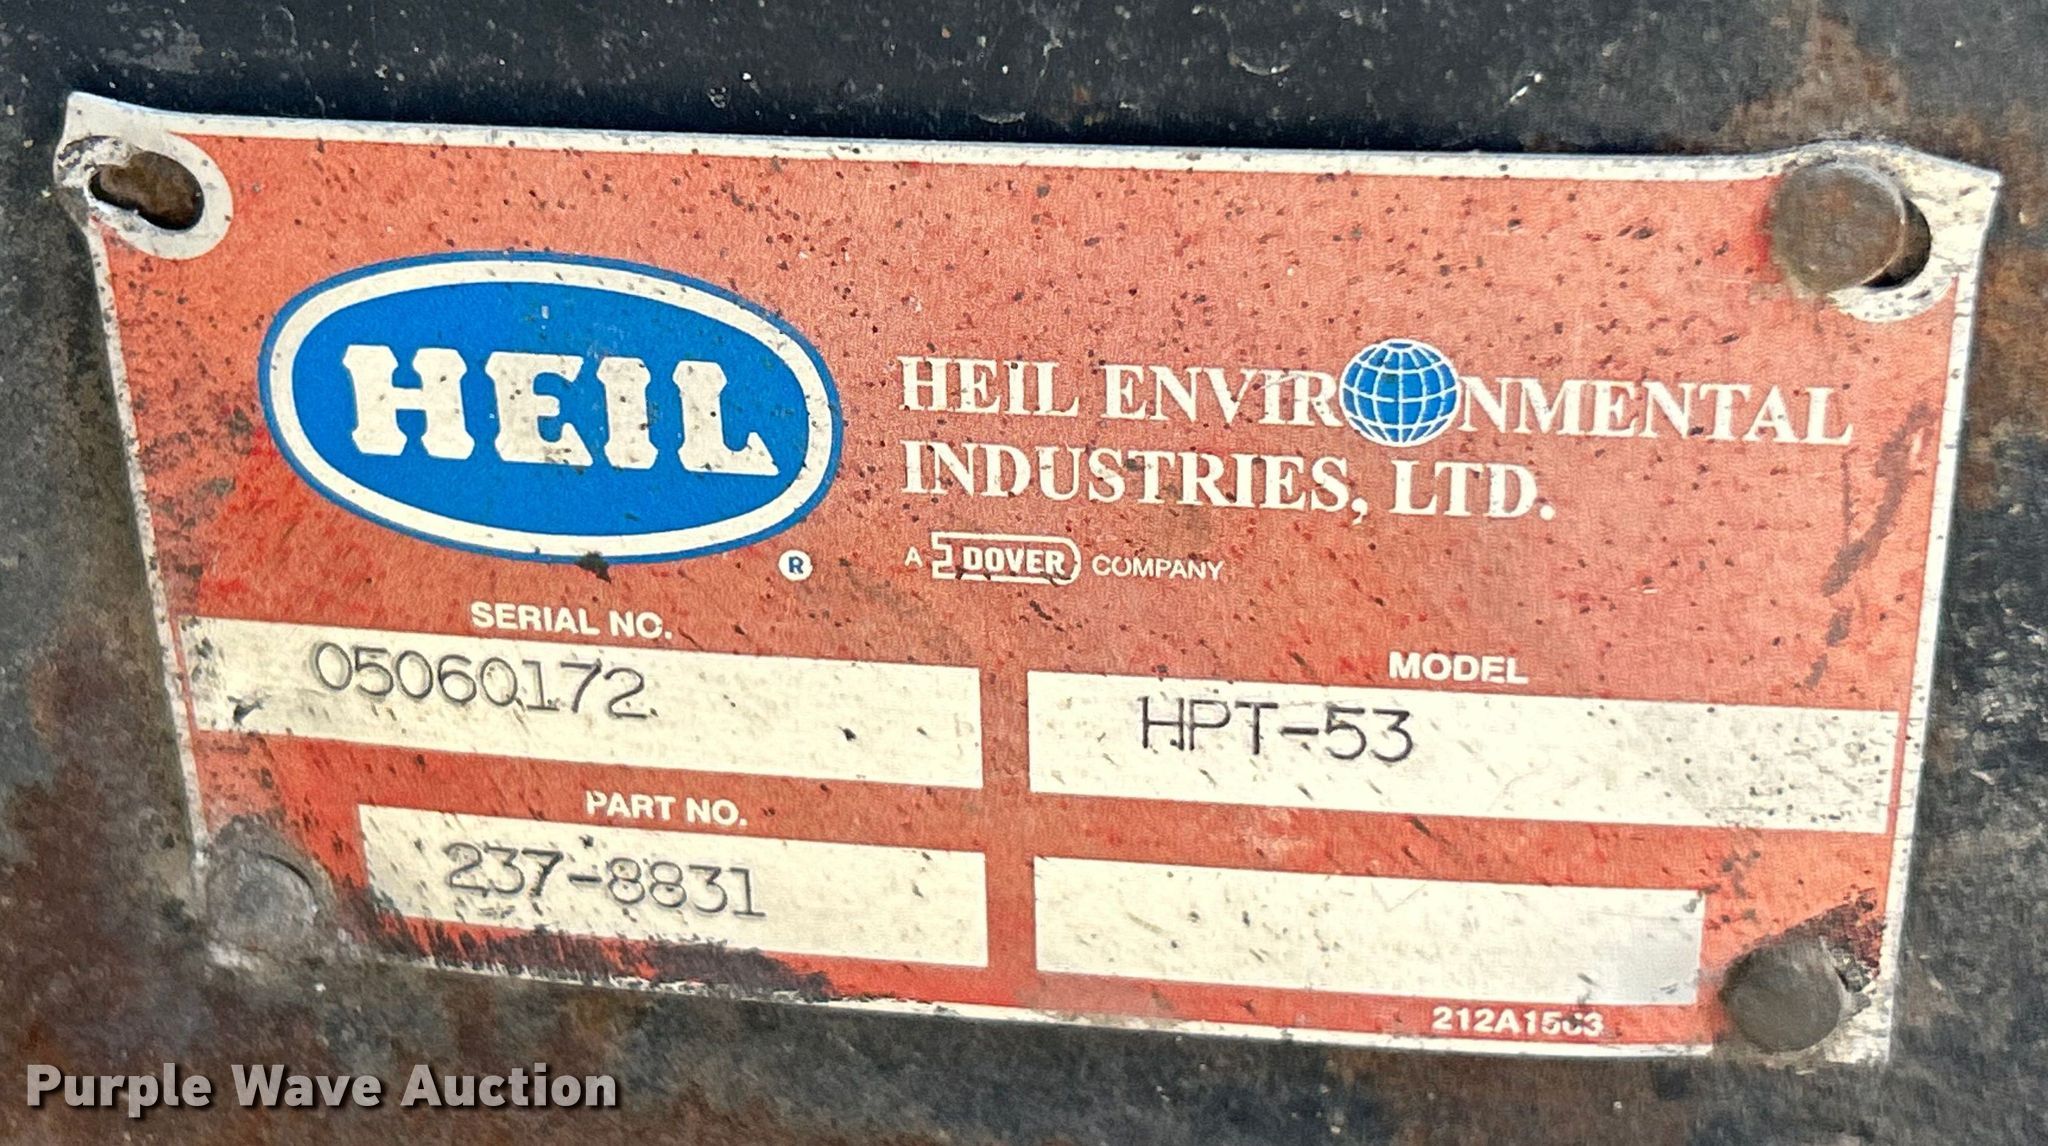 HEIL
®
HEIL ENVIRONMENTAL
INDUSTRIES, LTD.
A DOVER COMPANY
SERIAL NO.
05060172
MODEL
HPT-53
PART NO.
237-8831
Purple Wave Auction